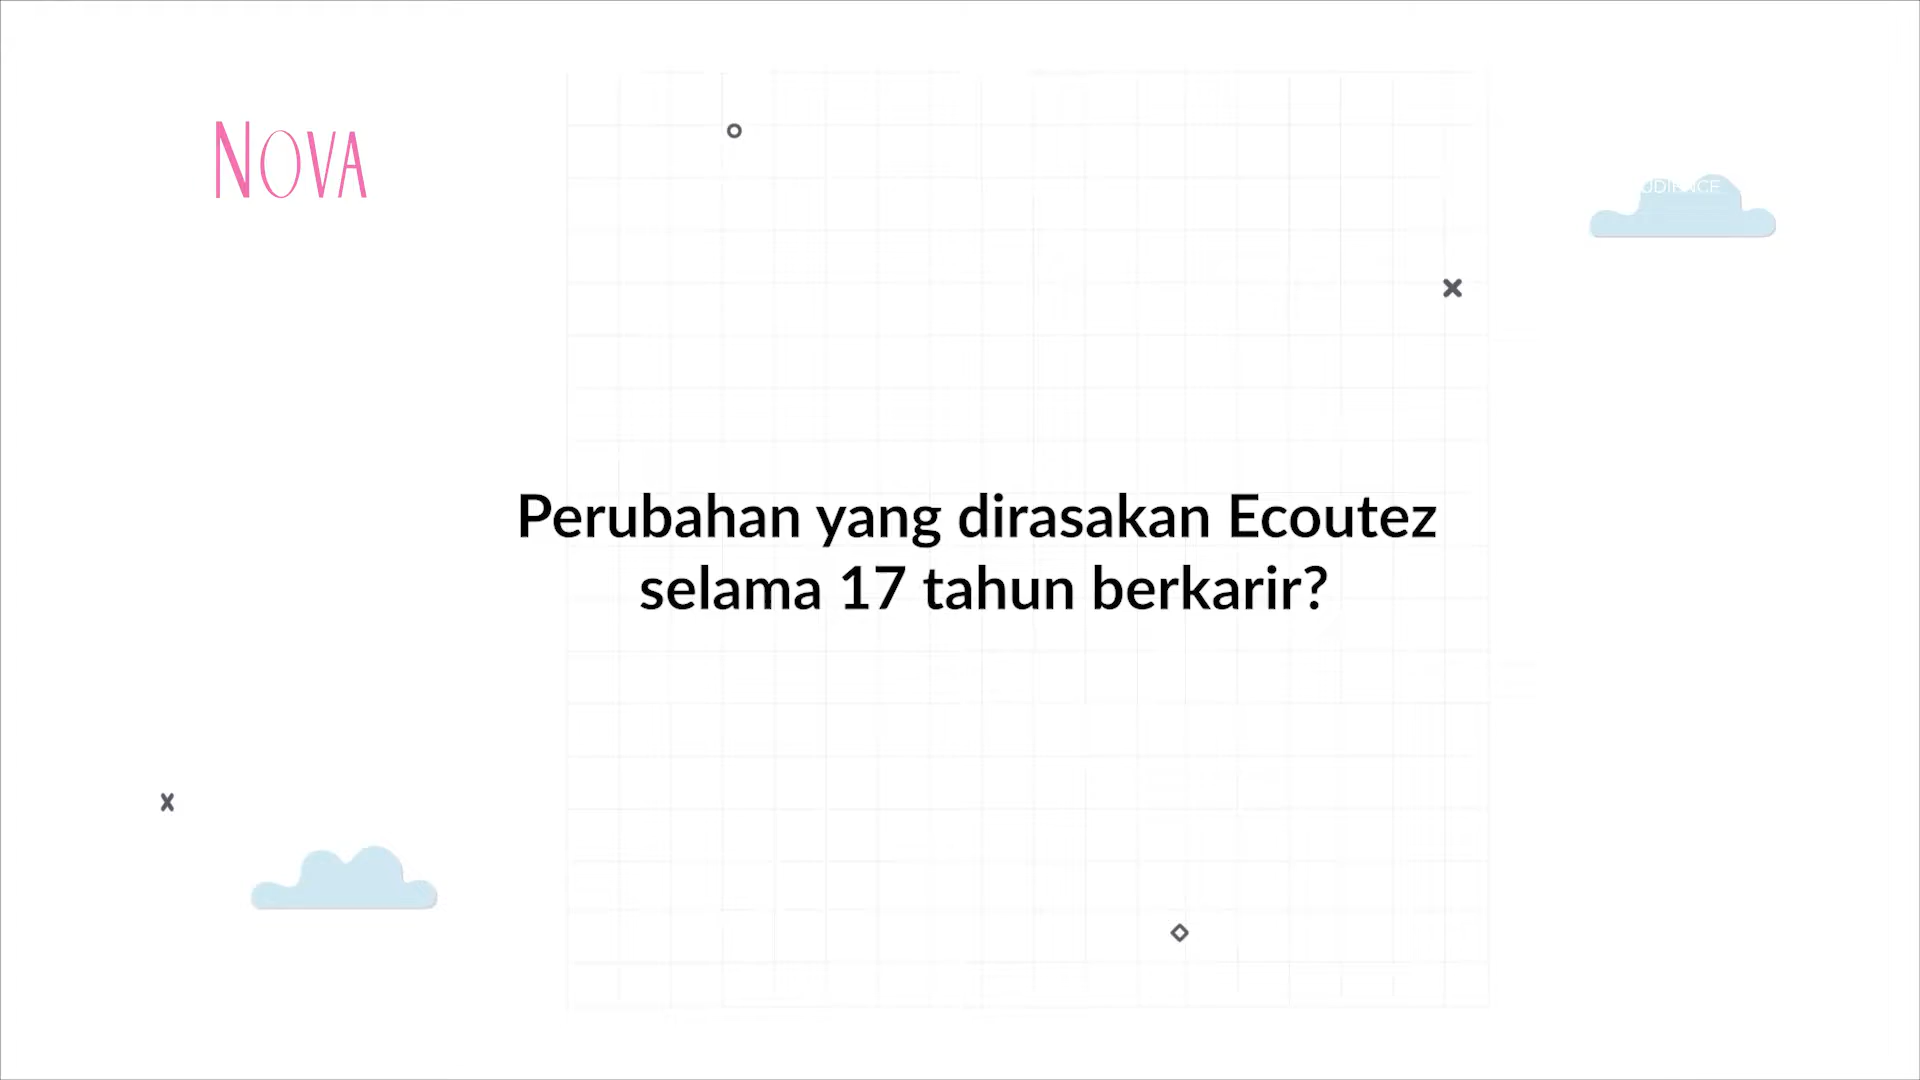 NOVA
Perubahan yang dirasakan Ecoutez
selama 17 tahun berkarir?